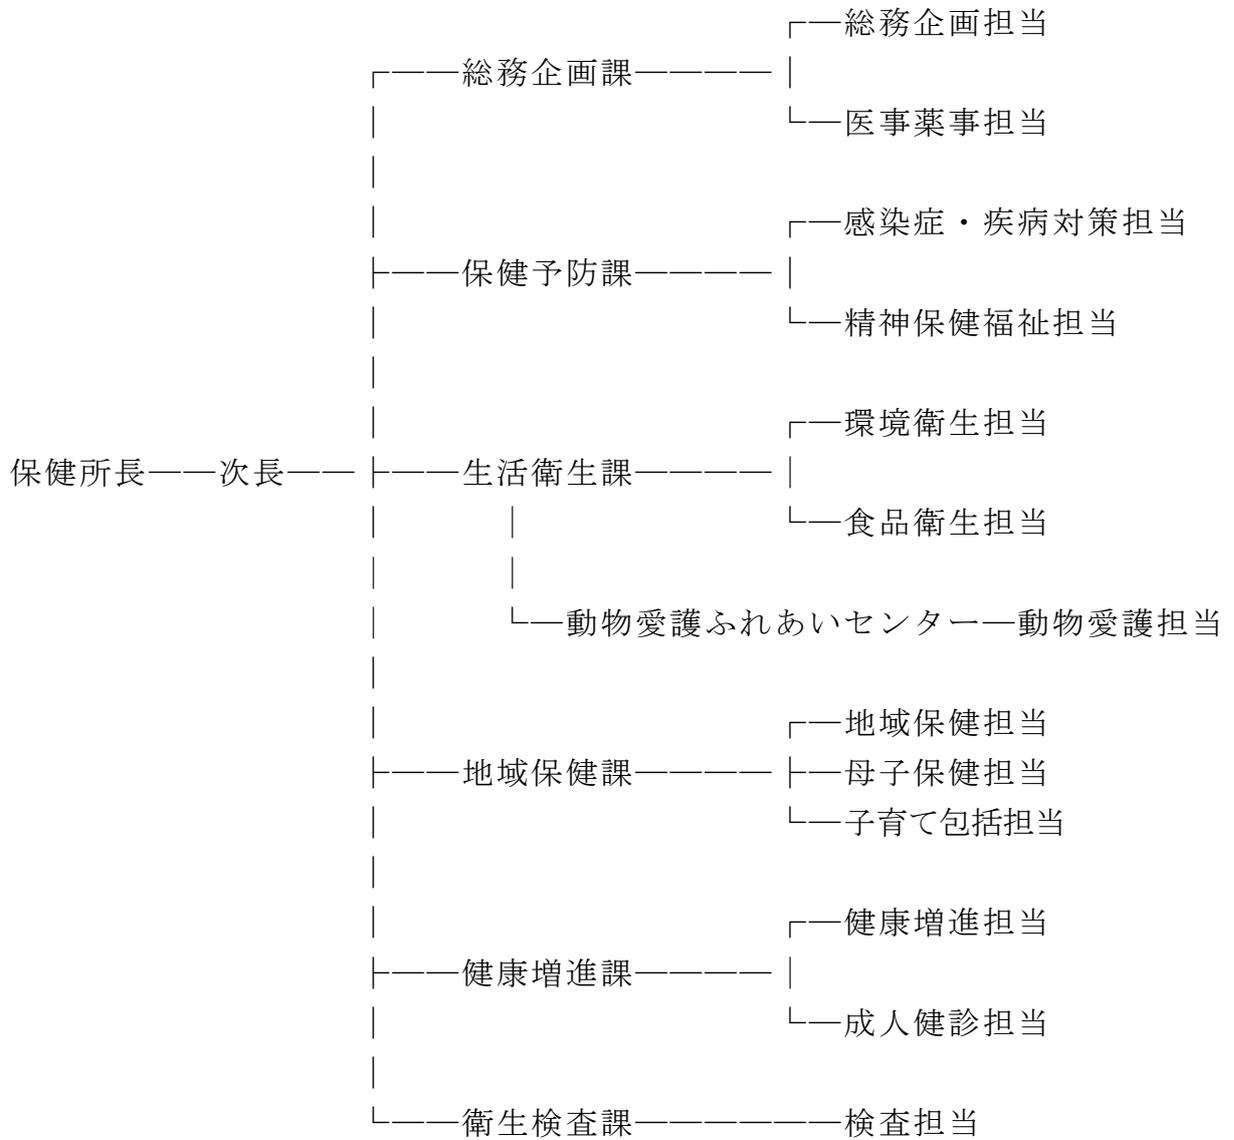 総務企画担当
総務企画課
医事薬事担当
感染症・疾病対策担当
保健予防課
精神保健福祉担当
環境衛生担当
保健所長 次長 生活衛生課
食品衛生担当
動物愛護ふれあいセンター 動物愛護担当
地域保健担当
地域保健課 母子保健担当
子育て包括担当
健康増進担当
健康増進課
成人健診担当
衛生検査課 検査担当